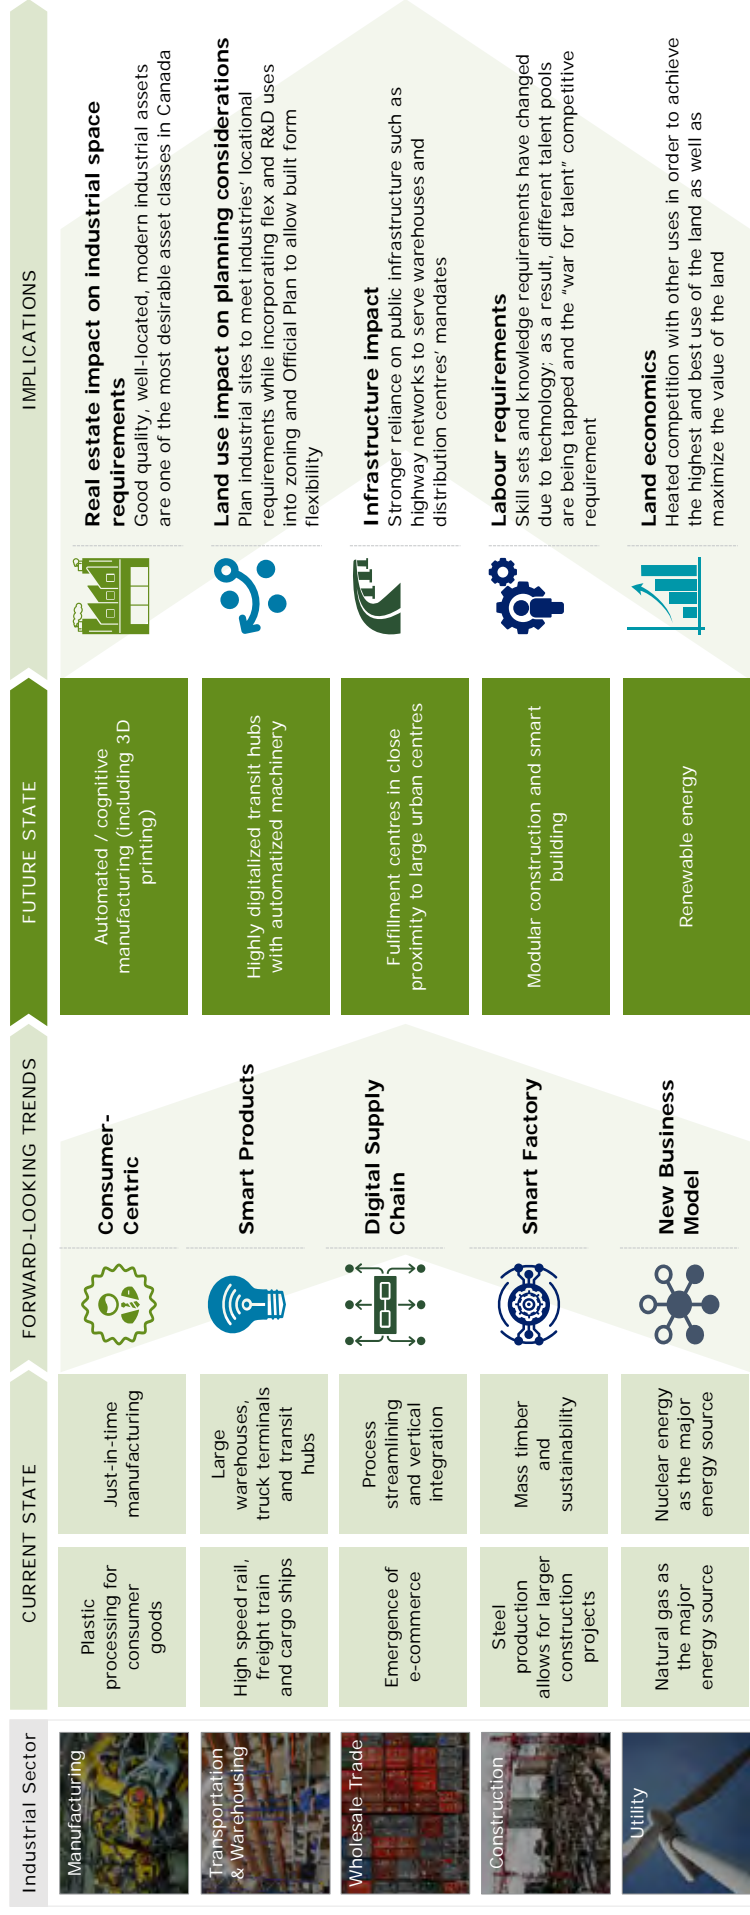 Industrial Sector
CURRENT STATE
FORWARD-LOOKING TRENDS
FUTURE STATE
IMPLICATIONS
Manufacturing
Plastic
processing for
consumer
goods
Just-in-time
manufacturing
Consumer-
Centric
Automated / cognitive
manufacturing (including 3D
printing)
Real estate impact on industrial space
requirements
Good quality, well-located, modern industrial assets
are one of the most desirable asset classes in Canada
Transportation
& Warehousing
High speed rail,
freight train
and cargo ships
Large
warehouses,
truck terminals
and transit
hubs
Smart Products
Highly digitalized transit hubs
with automatized machinery
Land use impact on planning considerations
Plan industrial sites to meet industries’ locational
requirements while incorporating flex and R&D uses
into zoning and Official Plan to allow built form
flexibility
Wholesale Trade
Emergence of
e-commerce
Process
streamlining
and vertical
integration
Digital Supply
Chain
Fulfillment centres in close
proximity to large urban centres
Infrastructure impact
Stronger reliance on public infrastructure such as
highway networks to serve warehouses and
distribution centres’ mandates
Construction
Steel
production
allows for larger
construction
projects
Mass timber
and
sustainability
Smart Factory
Modular construction and smart
building
Labour requirements
Skill sets and knowledge requirements have changed
due to technology; as a result, different talent pools
are being tapped and the “war for talent” competitive
requirement
Utility
Natural gas as
the major
energy source
Nuclear energy
as the major
energy source
New Business
Model
Renewable energy
Land economics
Heated competition with other uses in order to achieve
the highest and best use of the land as well as
maximize the value of the land